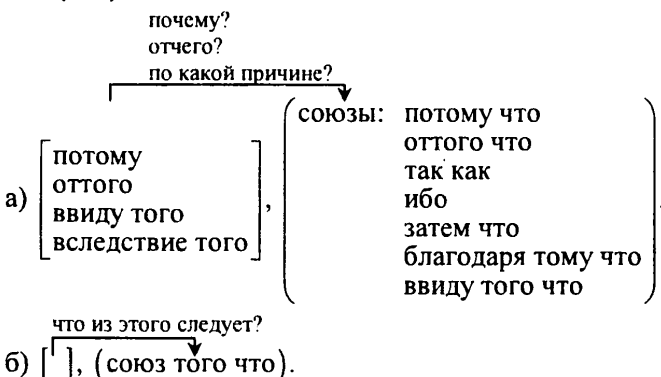 почему?
отчего?
по какой причине?
а) [потому
оттого
ввиду того
вследствие того],
(союзы: потому что
оттого что
так как
ибо
затем что
благодаря тому что
ввиду того что).
что из этого следует?
б) [ ], (союз того что).